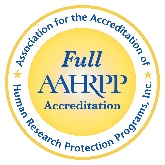 Association for the Accreditation of
Full
AAHRPP
Accreditation
Human Research Protection Programs, Inc.